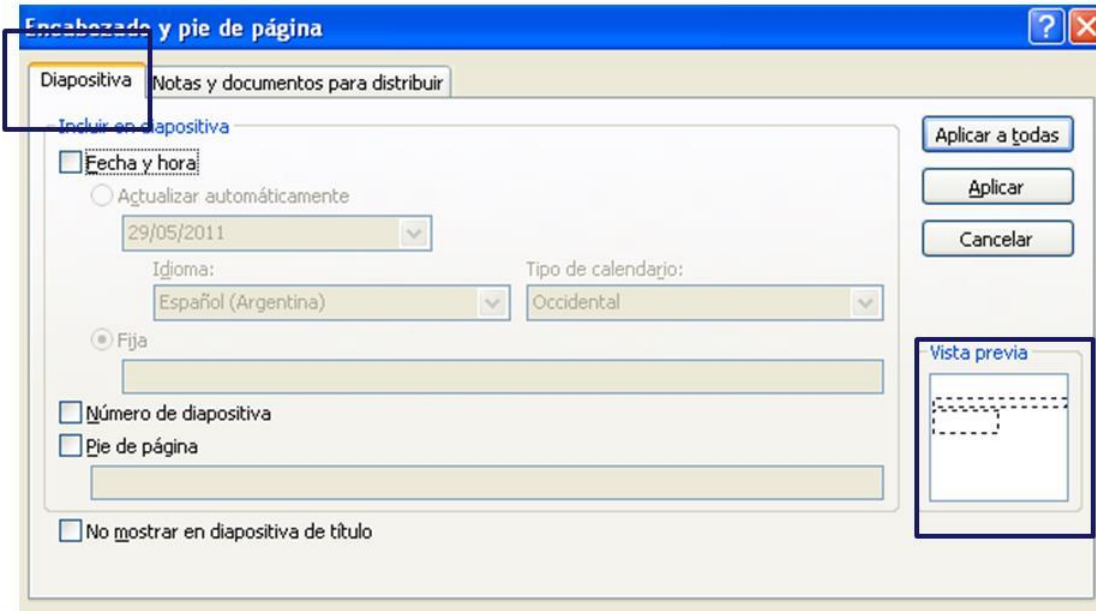 Encabezado y pie de página
Diapositiva
Notas y documentos para distribuir
Incluir en diapositiva
Fecha y hora
Actualizar automáticamente
29/05/2011
Idioma:
Tipo de calendario:
Español (Argentina)
Occidental
Fija
Número de diapositiva
Pie de página
No mostrar en diapositiva de título
Aplicar a todas
Aplicar
Cancelar
Vista previa